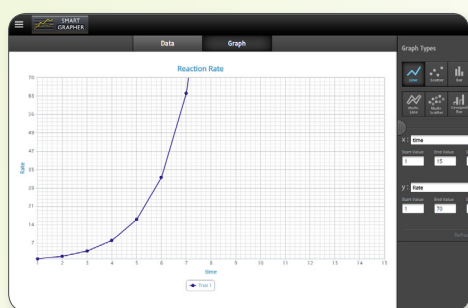 SMART
GRAPHER
Data Graph
Reaction Rate
Rate
70
63
56
49
42
35
28
21
14
7
1 2 3 4 5 6 7 8 9 10 11 12 13 14 15
time
Trial 1
Graph Types
Line Scatter Bar
Multi-Line Multi Scatter
x : time
Start Value End Value
1 15
y : Rate
Start Value End Value
1 70